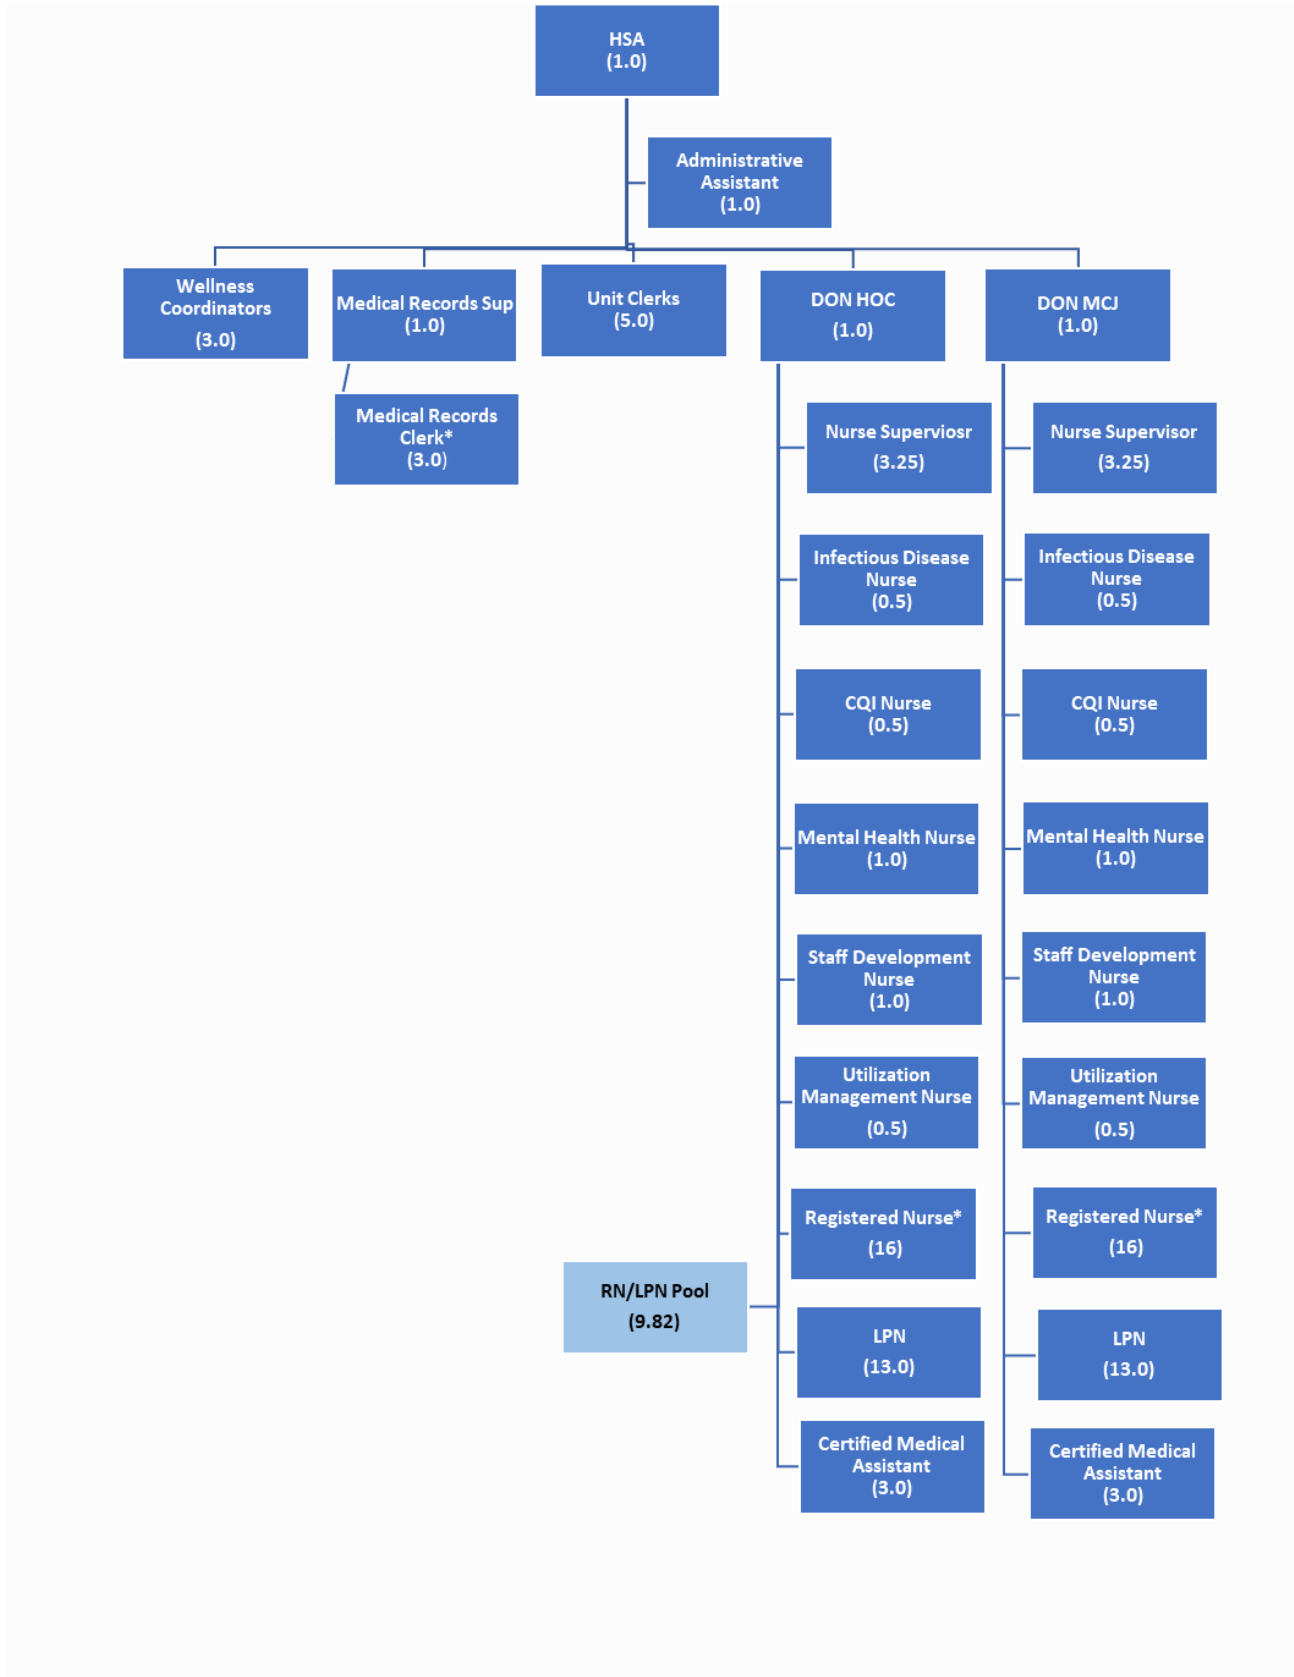 HSA
(1.0)
Administrative
Assistant
(1.0)
Wellness
Coordinators
(3.0)
Medical Records Sup
(1.0)
Unit Clerks
(5.0)
DON HOC
(1.0)
DON MCJ
(1.0)
Medical Records
Clerk*
(3.0)
Nurse Superviosr
(3.25)
Nurse Supervisor
(3.25)
Infectious Disease
Nurse
(0.5)
Infectious Disease
Nurse
(0.5)
CQI Nurse
(0.5)
CQI Nurse
(0.5)
Mental Health Nurse
(1.0)
Mental Health Nurse
(1.0)
Staff Development
Nurse
(1.0)
Staff Development
Nurse
(1.0)
Utilization
Management Nurse
(0.5)
Utilization
Management Nurse
(0.5)
Registered Nurse*
(16)
Registered Nurse*
(16)
RN/LPN Pool
(9.82)
LPN
(13.0)
LPN
(13.0)
Certified Medical
Assistant
(3.0)
Certified Medical
Assistant
(3.0)